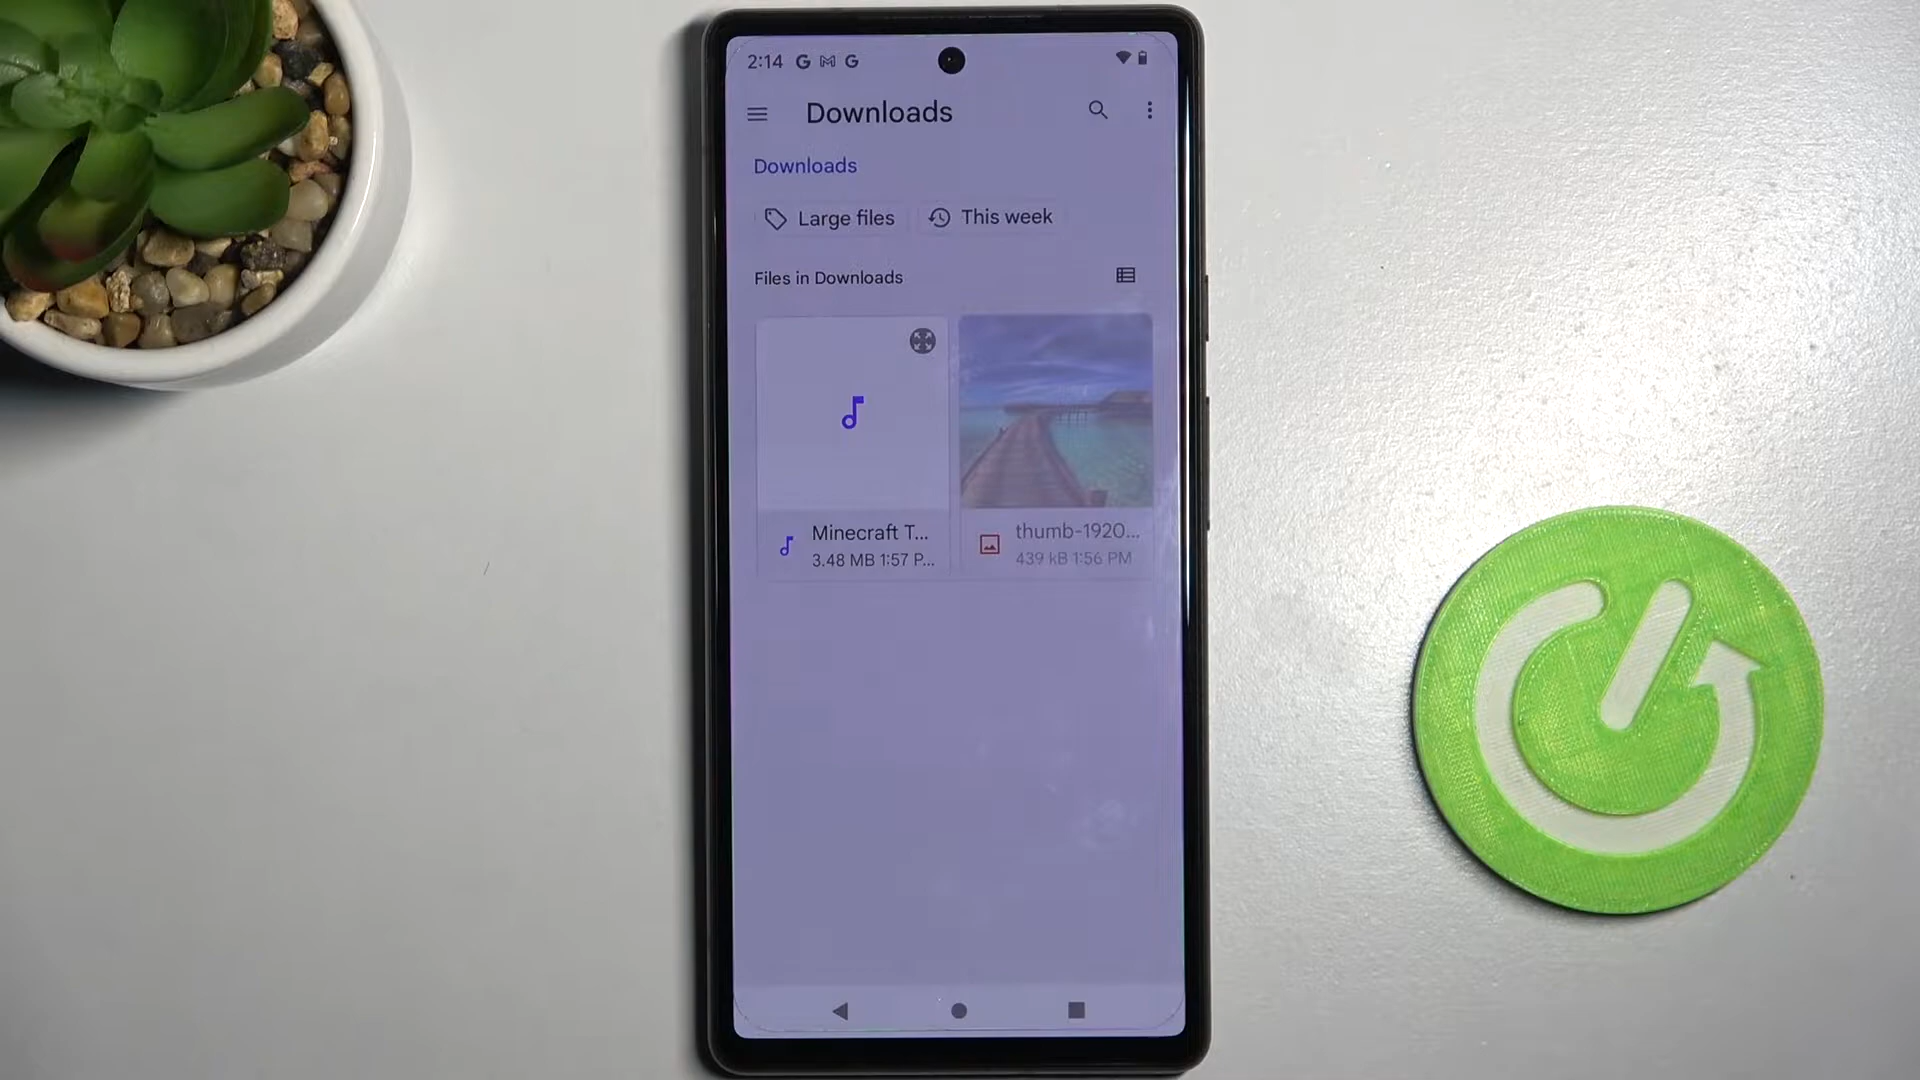 2:14
Downloads
Downloads
Large files
This week
Files in Downloads
Minecraft T...
3.48 MB 1:57 P...
thumb-1920...
439 kB 1:56 PM